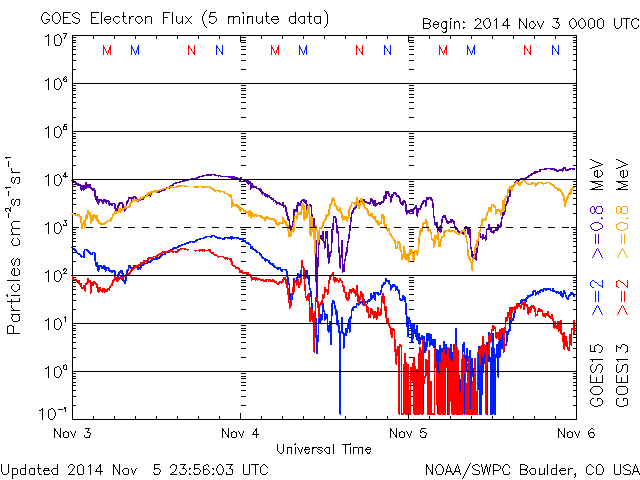 GOES Electron Flux (5 minute data)
Begin: 2014 Nov 3 0000 UTC
10⁷
M M N N M M N N M M N N
10⁶
10⁵
10⁴
10³
10²
10¹
10⁰
10⁻¹
Particles cm⁻²s⁻¹sr⁻¹
Nov 3 Nov 4 Nov 5 Nov 6
Universal Time
GOES15 >=2 >=0.8 MeV
GOES13 >=2 >=0.8 MeV
Updated 2014 Nov 5 23:56:03 UTC
NOAA/SWPC Boulder, CO USA